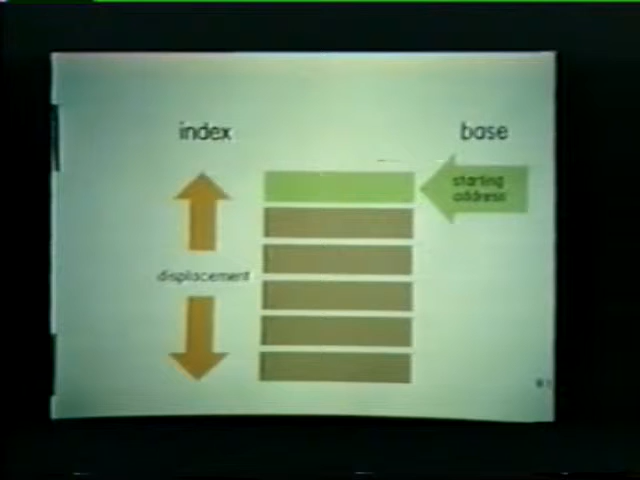 index
base
starting
address
displacement